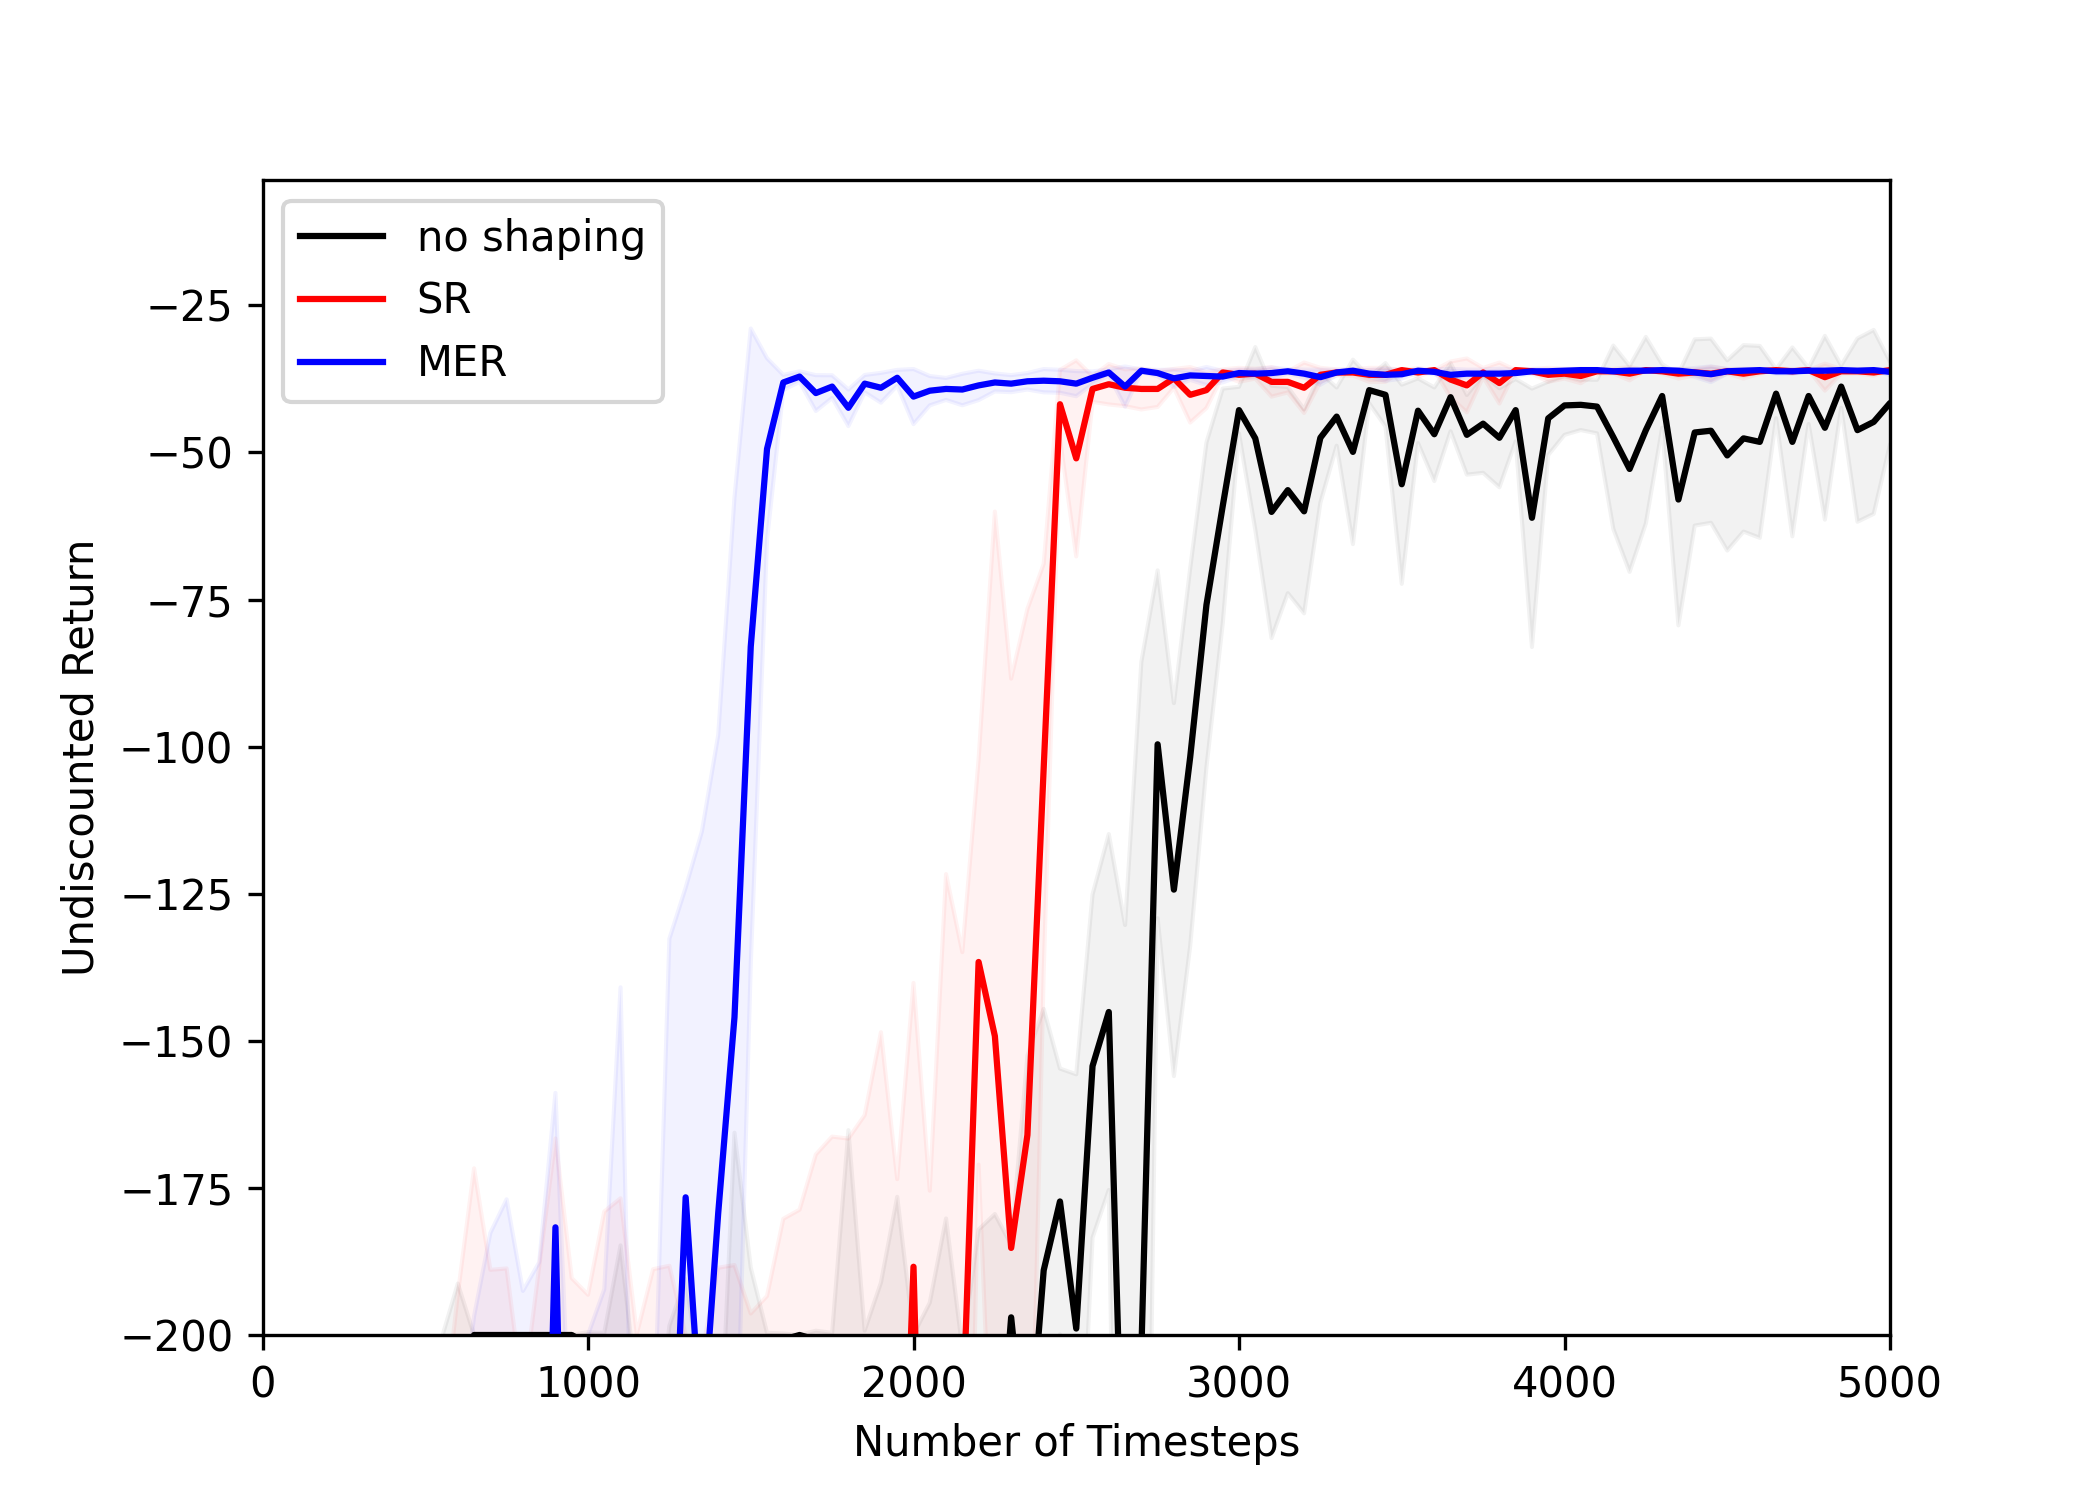 no shaping
SR
MER
−25
−50
−75
−100
−125
−150
−175
−200
Undiscounted Return
0 1000 2000 3000 4000 5000
Number of Timesteps